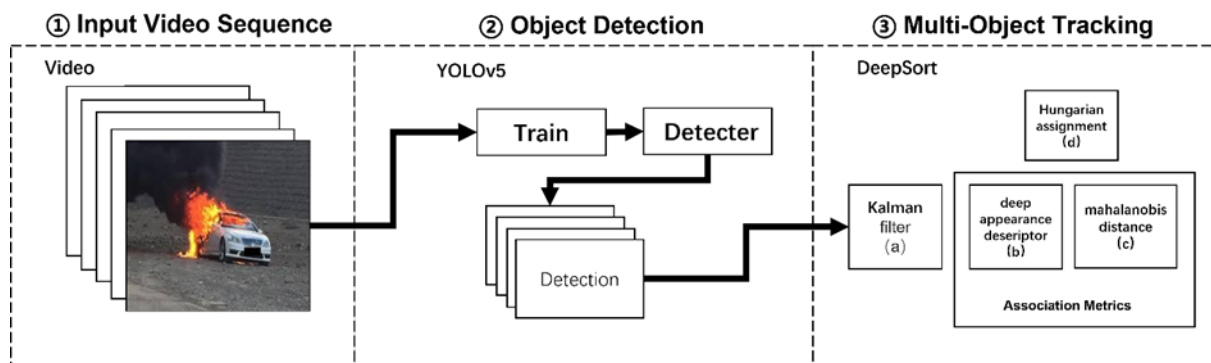 ① Input Video Sequence
② Object Detection
③ Multi-Object Tracking
Video
YOLOv5
DeepSort
Train
Detecter
Detection
Hungarian
assignment
(d)
Kalman
filter
(a)
deep
appearance
deseriptor
(b)
mahalanobis
distance
(c)
Association Metrics